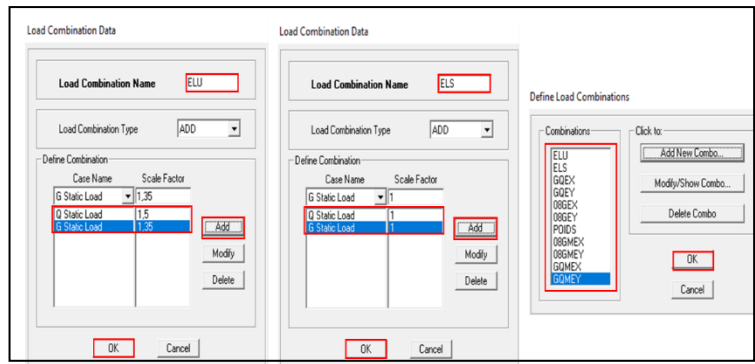 Load Combination Data
Load Combination Name ELU
Load Combination Type ADD
Define Combination
Case Name Scale Factor
G Static Load 1,35
Q Static Load 1,5
G Static Load 1,35
Add
Modify
Delete
OK Cancel
Load Combination Data
Load Combination Name ELS
Load Combination Type ADD
Define Combination
Case Name Scale Factor
G Static Load 1
Q Static Load 1
G Static Load 1
Add
Modify
Delete
OK Cancel
Define Load Combinations
Combinations
ELU
ELS
GQEX
GQEY
08GEX
08GEY
POIDS
08GMEX
08GMEY
GQMEX
GQMEY
Click to:
Add New Combo...
Modify/Show Combo...
Delete Combo
OK
Cancel